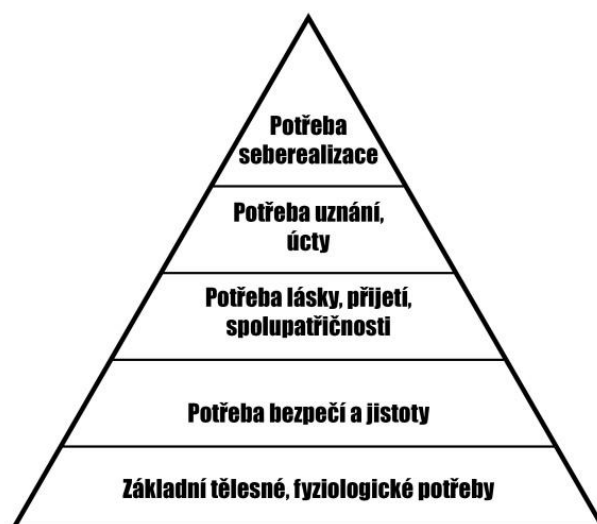 Potřeba
seberealizace
Potřeba uznání,
úcty
Potřeba lásky, přijetí,
spolupatřičnosti
Potřeba bezpečí a jistoty
Základní tělesné, fyziologické potřeby